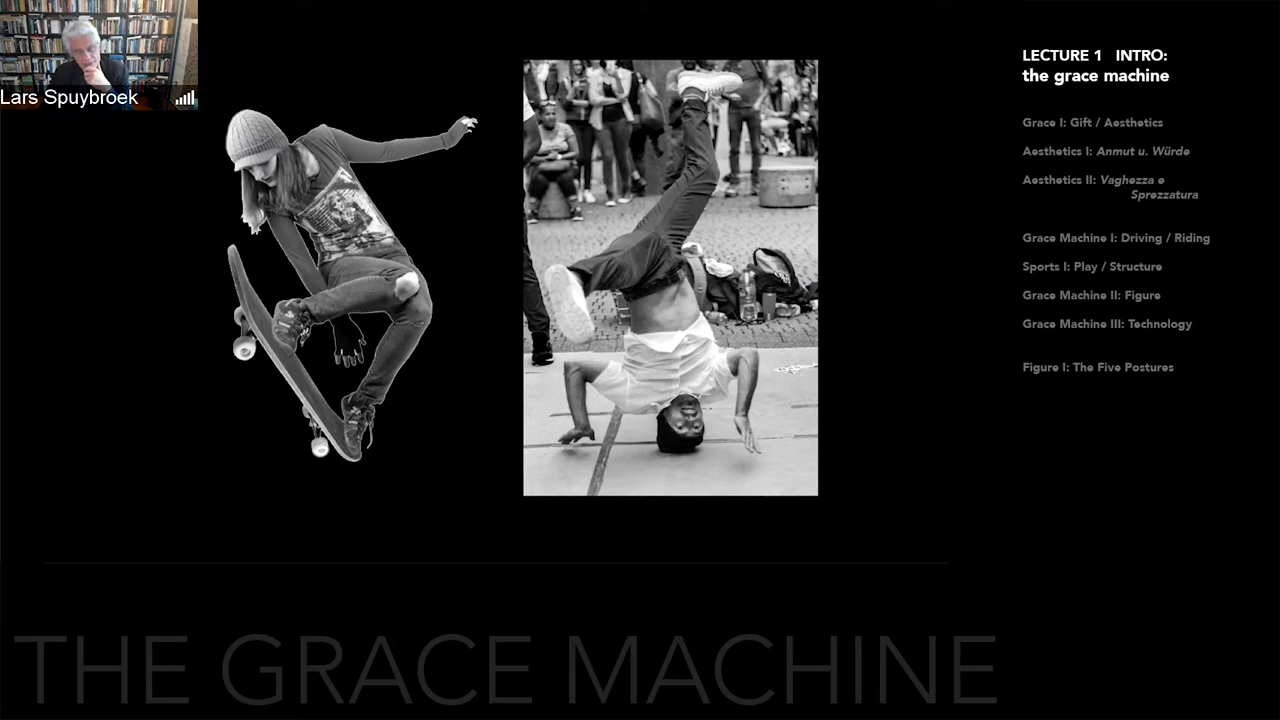 Lars Spuybroek
LECTURE 1 INTRO:
the grace machine
Grace I: Gift / Aesthetics
Aesthetics I: Anmut u. Würde
Aesthetics II: Vaghezza e
Sprezzatura
Grace Machine I: Driving / Riding
Sports I: Play / Structure
Grace Machine II: Figure
Grace Machine III: Technology
Figure I: The Five Postures
THE GRACE MACHINE